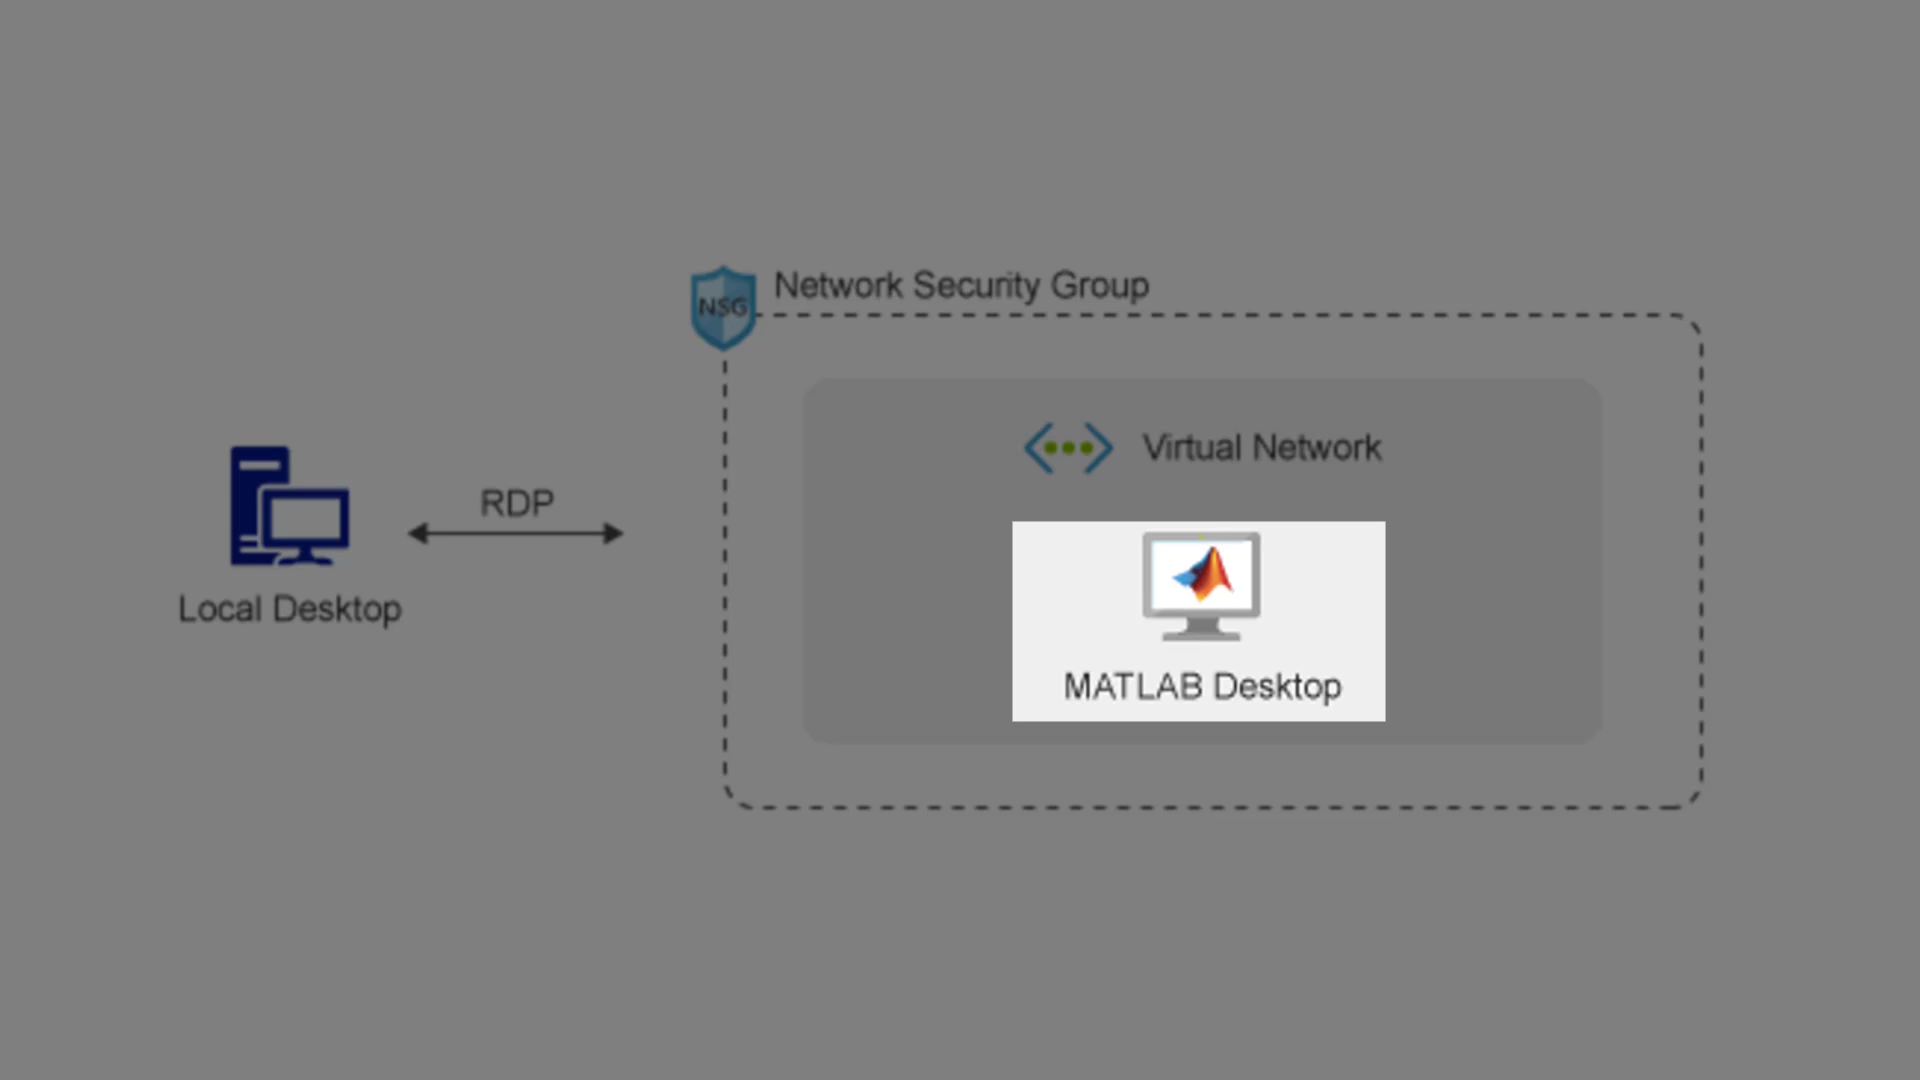 Network Security Group
NSG
Virtual Network
RDP
Local Desktop
MATLAB Desktop